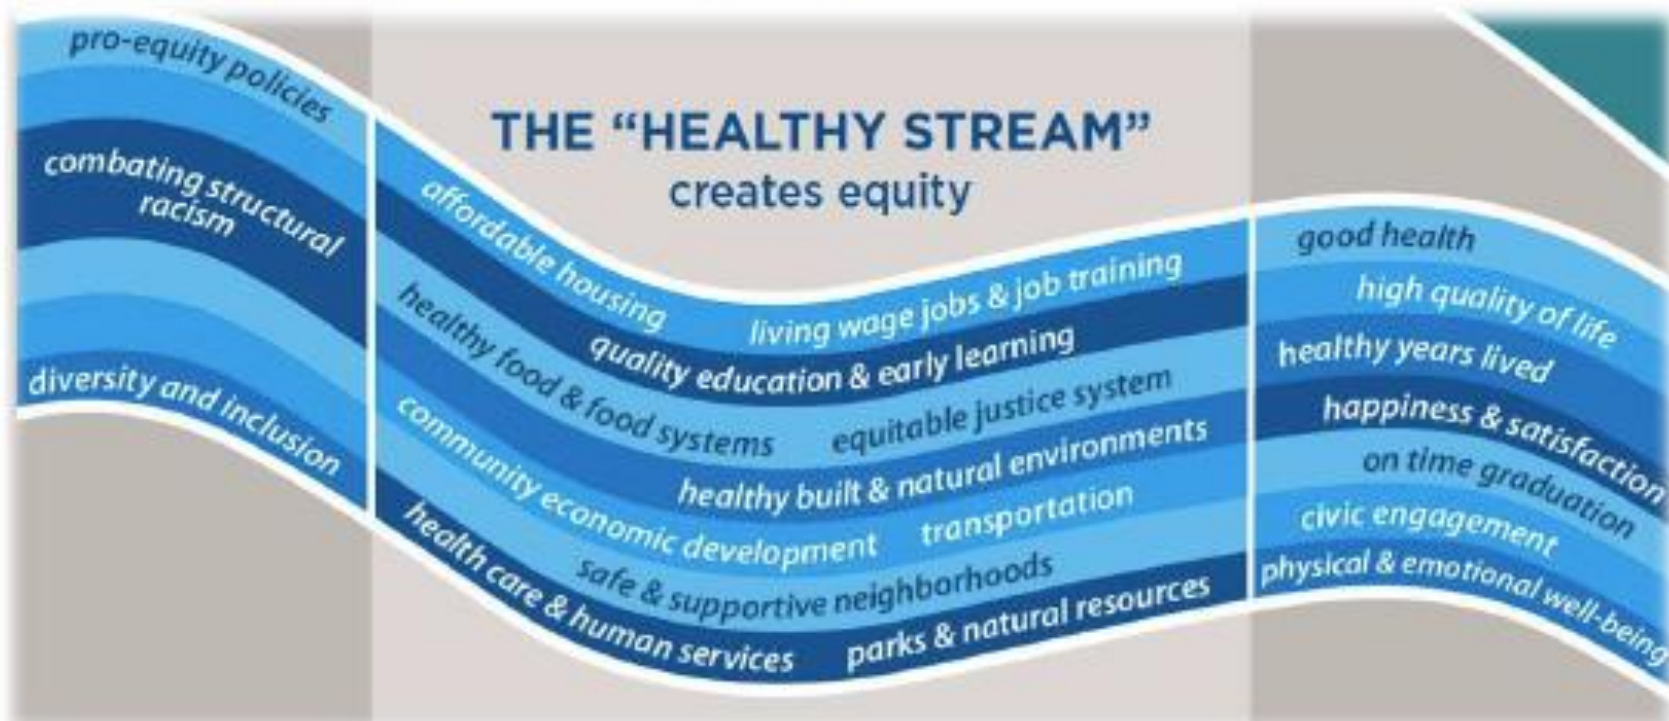 pro-equity policies
combating structural
racism
diversity and inclusion
THE “HEALTHY STREAM”
creates equity
affordable housing
living wage jobs & job training
quality education & early learning
healthy food & food systems
equitable justice system
healthy built & natural environments
community economic development
transportation
safe & supportive neighborhoods
health care & human services
parks & natural resources
good health
high quality of life
healthy years lived
happiness & satisfaction
on time graduation
civic engagement
physical & emotional well-being